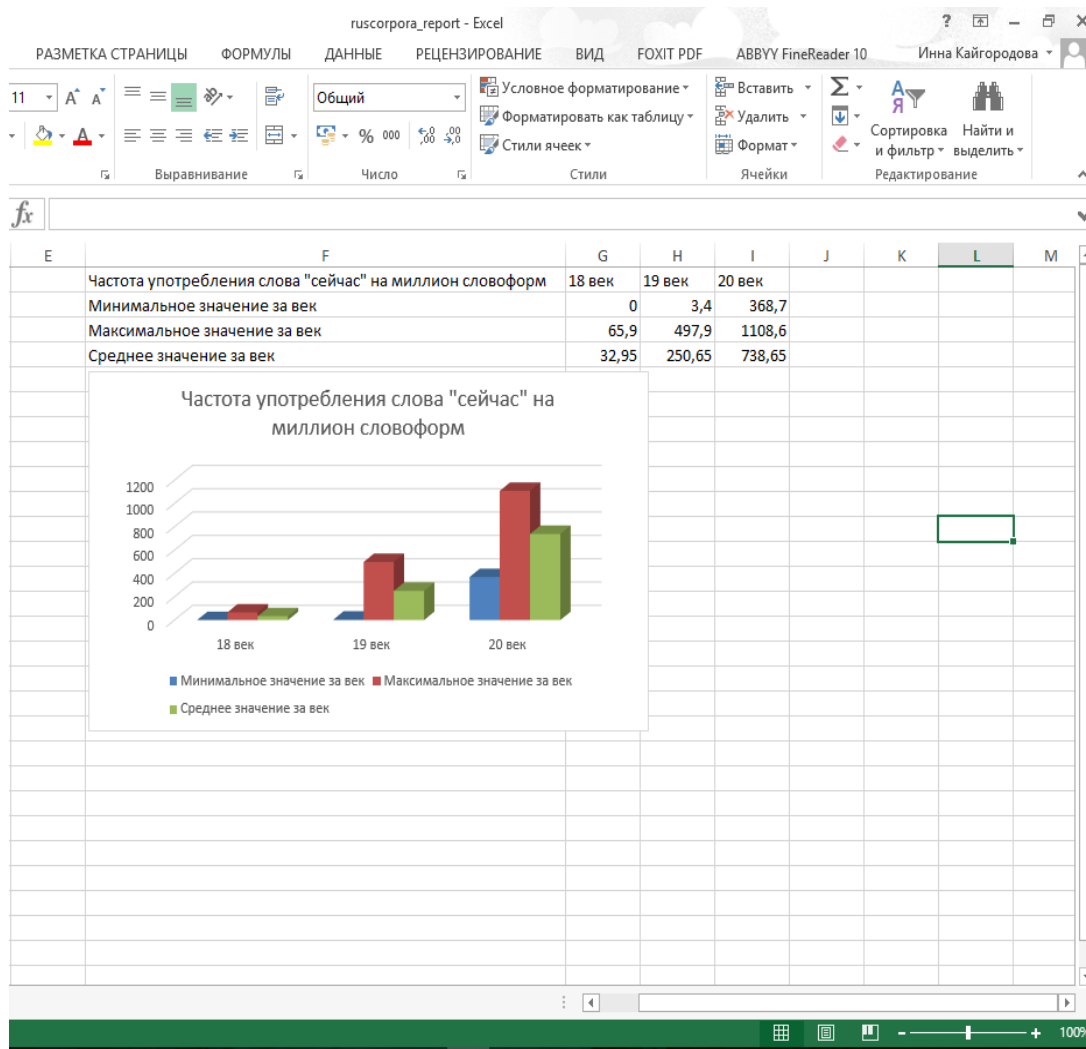 ruscorpora_report - Excel
РАЗМЕТКА СТРАНИЦЫ ФОРМУЛЫ ДАННЫЕ РЕЦЕНЗИРОВАНИЕ ВИД FOXIT PDF ABBYY FineReader 10 Инна Кайгородова
11 Общий Условное форматирование Вставить
Форматировать как таблицу Удалить Сортировка Найти и
% 000 Стили ячеек Формат и фильтр выделить
Выравнивание Число Стили Ячейки Редактирование
fx
E F G H I J K L M
Частота употребления слова "сейчас" на миллион словоформ 18 век 19 век 20 век
Минимальное значение за век 0 3,4 368,7
Максимальное значение за век 65,9 497,9 1108,6
Среднее значение за век 32,95 250,65 738,65
Частота употребления слова "сейчас" на
миллион словоформ
1200
1000
800
600
400
200
0
18 век 19 век 20 век
Минимальное значение за век Максимальное значение за век
Среднее значение за век
100%